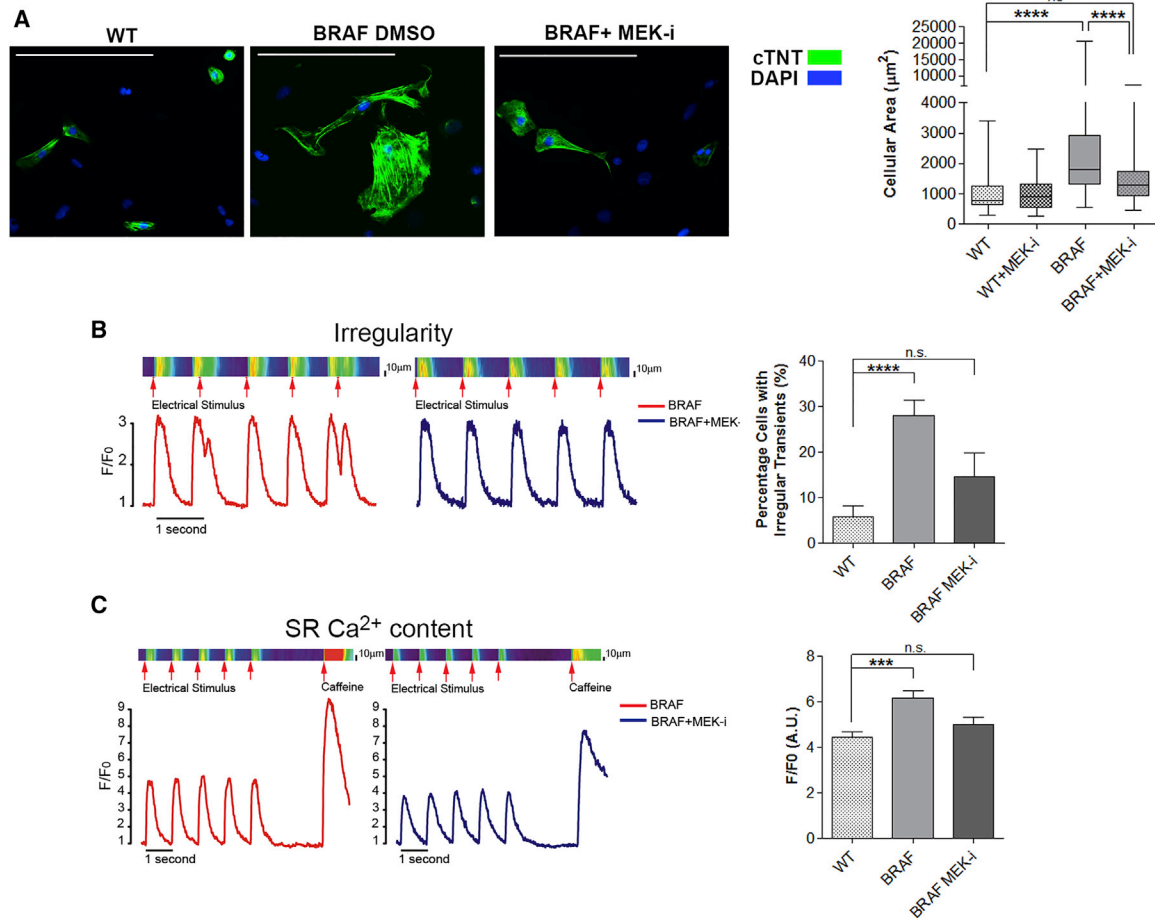 A
WT
BRAF DMSO
BRAF+ MEK-i
cTNT
DAPI
****
****
Cellular Area (µm²)
25000
20000
15000
10000
4000
3000
2000
1000
0
WT
WT+MEK-i
BRAF
BRAF+MEK-i
B
Irregularity
10µm
10µm
Electrical Stimulus
Electrical Stimulus
BRAF
BRAF+MEK-
F/F0
3
2
1
1 second
n.s.
****
Percentage Cells with
Irregular Transients (%)
40
30
20
10
0
WT
BRAF
BRAF MEK-i
C
SR Ca²⁺ content
10µm
10µm
Electrical Stimulus
Caffeine
Electrical Stimulus
Caffeine
BRAF
BRAF+MEK-i
F/F0
9
8
7
6
5
4
3
2
1
1 second
F/F0
9
8
7
6
5
4
3
2
1
1 second
n.s.
***
F/F0 (A.U.)
8
6
4
2
0
WT
BRAF
BRAF MEK-i